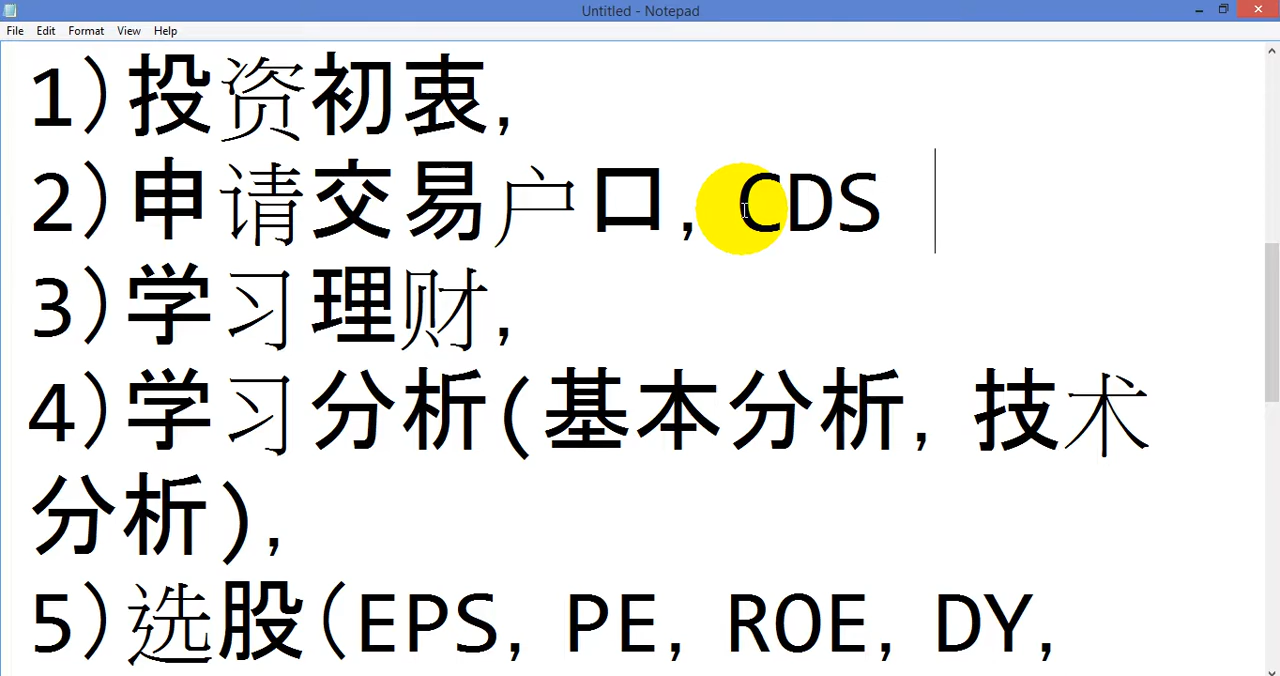 Untitled - Notepad
File Edit Format View Help
1)投资初衷,
2)申请交易户口, CDS
3)学习理财,
4)学习分析(基本分析, 技术
分析),
5)选股(EPS, PE, ROE, DY,